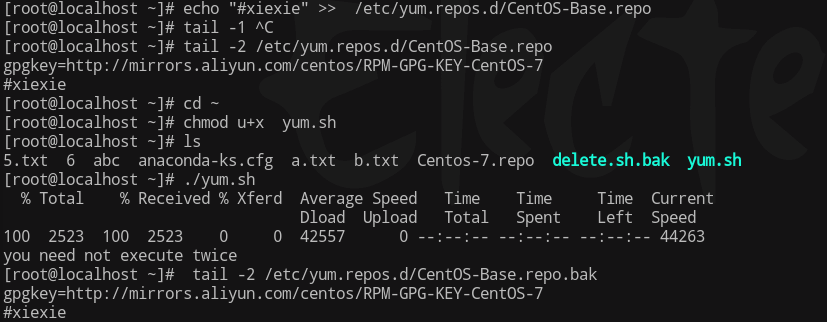 [root@localhost ~]# echo "#xiexie" >>  /etc/yum.repos.d/CentOS-Base.repo
[root@localhost ~]# tail -1 ^C
[root@localhost ~]# tail -2 /etc/yum.repos.d/CentOS-Base.repo
gpgkey=http://mirrors.aliyun.com/centos/RPM-GPG-KEY-CentOS-7
#xiexie
[root@localhost ~]# cd ~
[root@localhost ~]# chmod u+x  yum.sh
[root@localhost ~]# ls
5.txt  6  abc  anaconda-ks.cfg  a.txt  b.txt  Centos-7.repo  delete.sh.bak  yum.sh
[root@localhost ~]# ./yum.sh
  % Total    % Received % Xferd  Average Speed   Time    Time     Time  Current
                                 Dload  Upload   Total   Spent    Left  Speed
100  2523  100  2523    0     0  42557      0 --:--:-- --:--:-- --:--:-- 44263
you need not execute twice
[root@localhost ~]#  tail -2 /etc/yum.repos.d/CentOS-Base.repo.bak
gpgkey=http://mirrors.aliyun.com/centos/RPM-GPG-KEY-CentOS-7
#xiexie
Electe